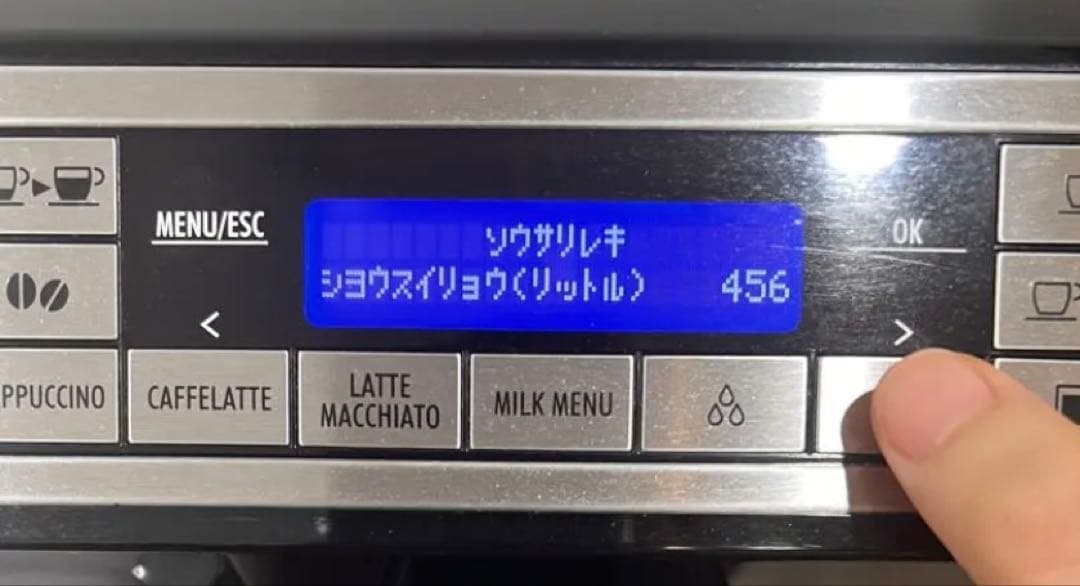 MENU/ESC
ソウサリレキ
シヨウスイリョウ(リットル) 456
OK
<
>
PPUCCINO
CAFFELATTE
LATTE
MACCHIATO
MILK MENU